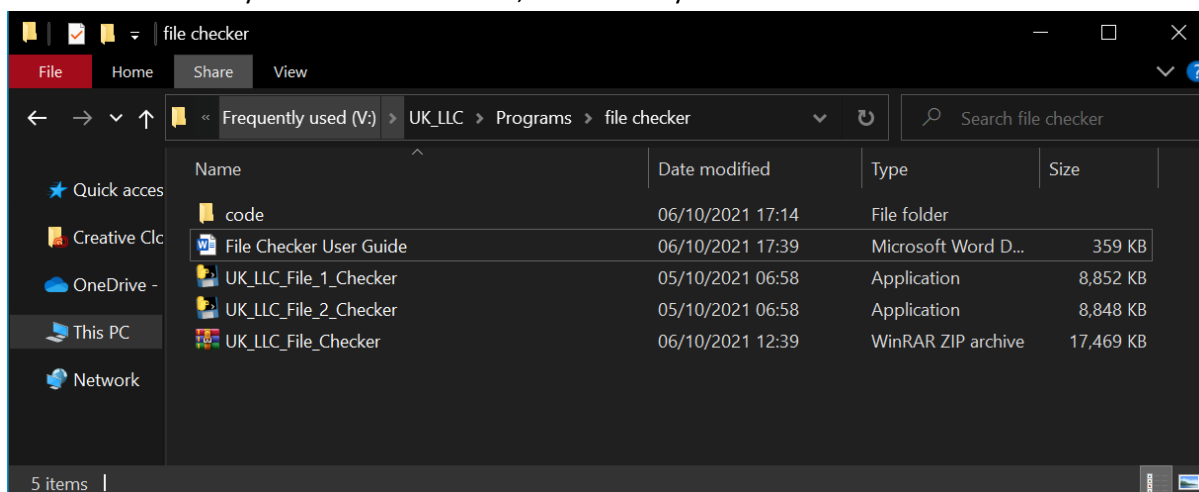 file checker
File Home Share View
« Frequently used (V:) > UK_LLC > Programs > file checker Search file checker
Name Date modified Type Size
Quick acces
code 06/10/2021 17:14 File folder
Creative Clc
File Checker User Guide 06/10/2021 17:39 Microsoft Word D... 359 KB
OneDrive -
UK_LLC_File_1_Checker 05/10/2021 06:58 Application 8,852 KB
UK_LLC_File_2_Checker 05/10/2021 06:58 Application 8,848 KB
This PC
UK_LLC_File_Checker 06/10/2021 12:39 WinRAR ZIP archive 17,469 KB
Network
5 items